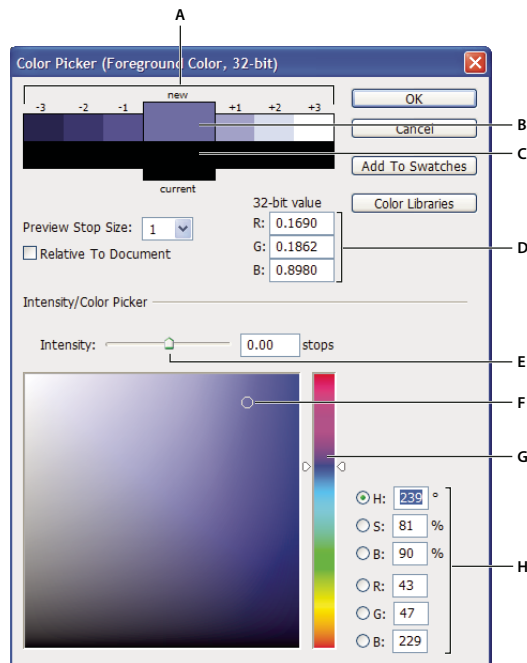 A
Color Picker (Foreground Color, 32-bit)
new
-3 -2 -1 +1 +2 +3
OK
B
Cancel
C
Add To Swatches
current
Color Libraries
32-bit value
Preview Stop Size: 1
R: 0.1690
Relative To Document
G: 0.1862
D
B: 0.8980
Intensity/Color Picker
Intensity: 0.00 stops
E
F
G
H: 239 °
S: 81 %
B: 90 %
H
R: 43
G: 47
B: 229